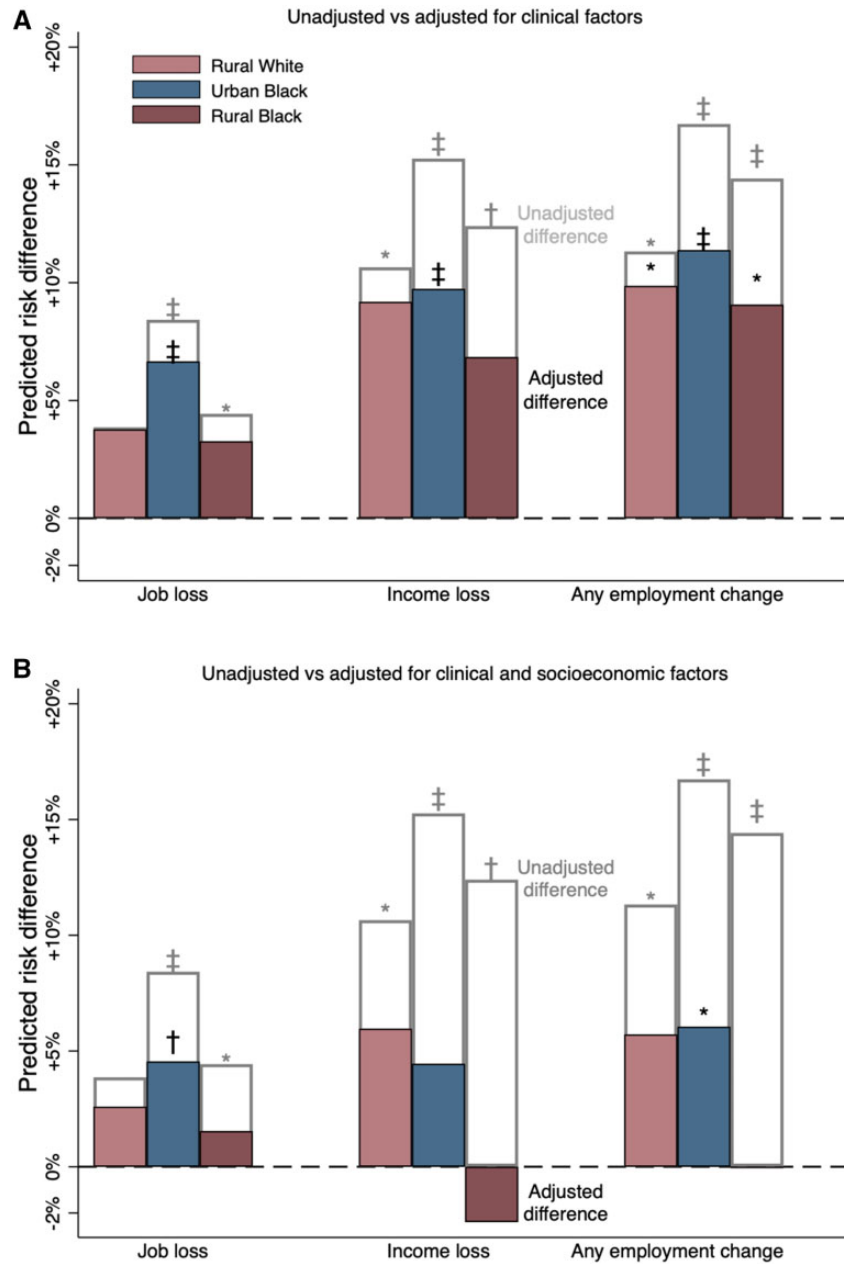 A
Unadjusted vs adjusted for clinical factors
Predicted risk difference
+20%
+15%
+10%
+5%
0%
-2%
Rural White
Urban Black
Rural Black
‡
‡
*
*
‡
‡
†
Unadjusted
difference
Adjusted
difference
*
*
‡
‡
‡
*
Job loss
Income loss
Any employment change
B
Unadjusted vs adjusted for clinical and socioeconomic factors
Predicted risk difference
+20%
+15%
+10%
+5%
0%
-2%
‡
†
*
*
‡
†
Unadjusted
difference
Adjusted
difference
*
‡
*
‡
Job loss
Income loss
Any employment change